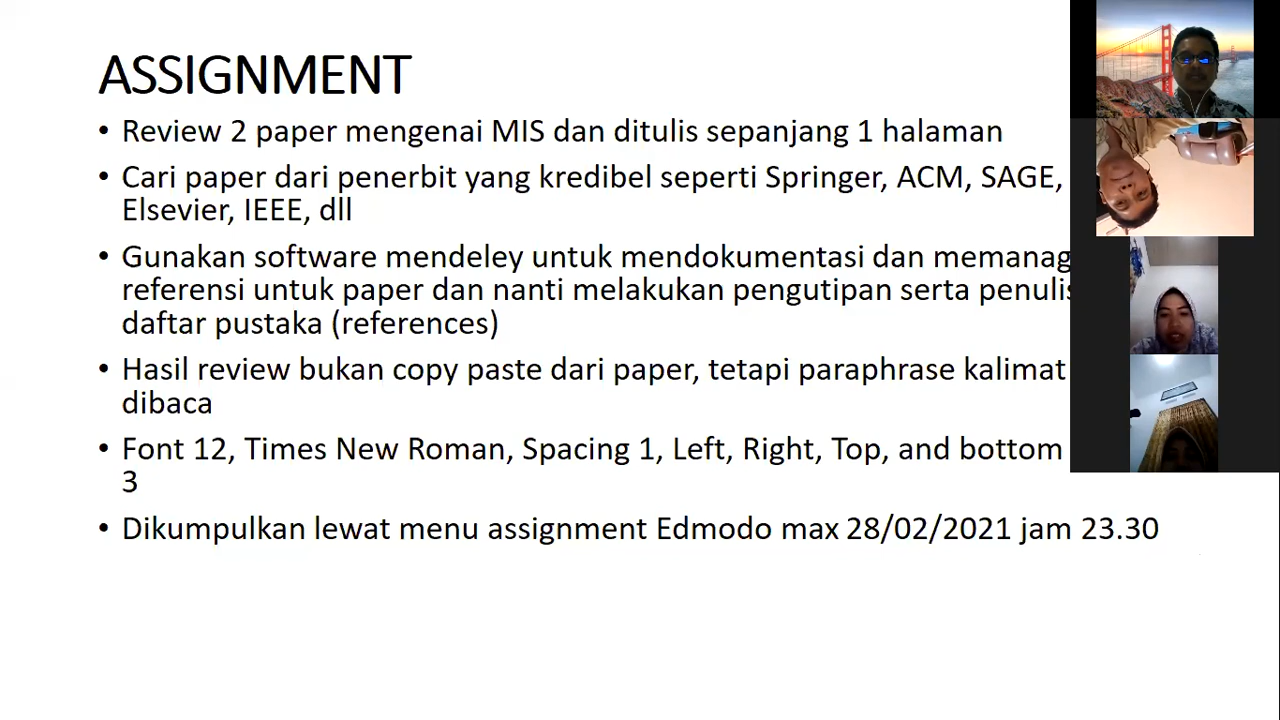 ASSIGNMENT
• Review 2 paper mengenai MIS dan ditulis sepanjang 1 halaman
• Cari paper dari penerbit yang kredibel seperti Springer, ACM, SAGE,
Elsevier, IEEE, dll
• Gunakan software mendeley untuk mendokumentasi dan memanag
referensi untuk paper dan nanti melakukan pengutipan serta penulis
daftar pustaka (references)
• Hasil review bukan copy paste dari paper, tetapi paraphrase kalimat
dibaca
• Font 12, Times New Roman, Spacing 1, Left, Right, Top, and bottom
3
• Dikumpulkan lewat menu assignment Edmodo max 28/02/2021 jam 23.30